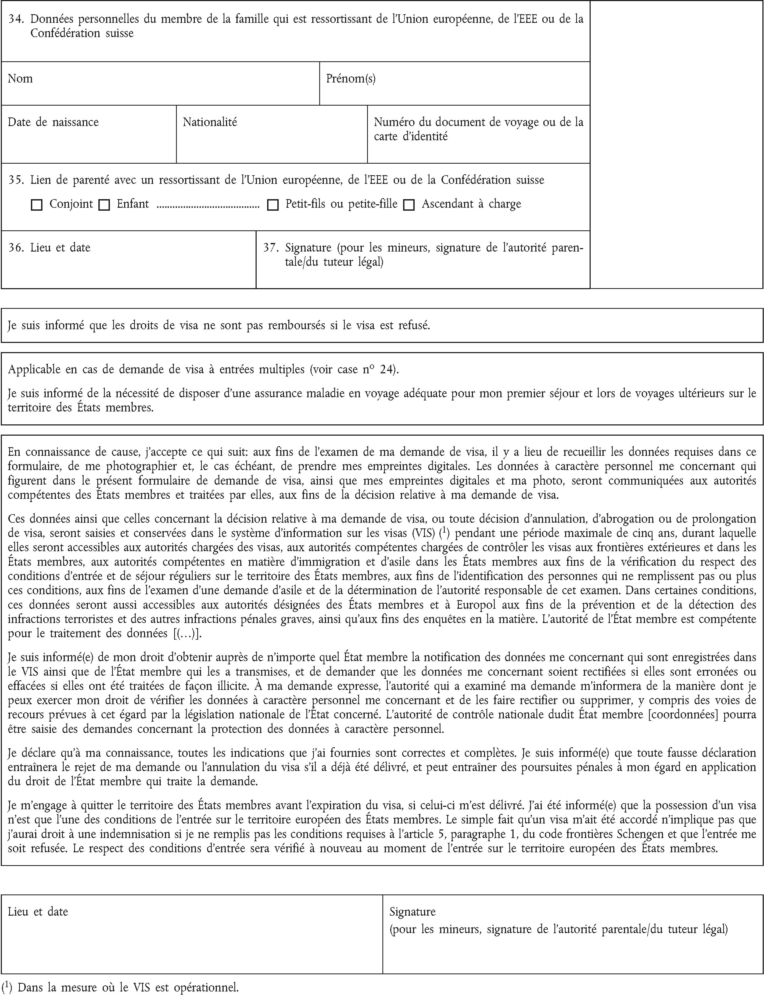 34. Données personnelles du membre de la famille qui est ressortissant de l'Union européenne, de l'EEE ou de la
Confédération suisse
Nom
Prénom(s)
Date de naissance
Nationalité
Numéro du document de voyage ou de la
carte d'identité
35. Lien de parenté avec un ressortissant de l'Union européenne, de l'EEE ou de la Confédération suisse
☐ Conjoint ☐ Enfant ........................................ ☐ Petit-fils ou petite-fille ☐ Ascendant à charge
36. Lieu et date
37. Signature (pour les mineurs, signature de l'autorité paren-
tale/du tuteur légal)
Je suis informé que les droits de visa ne sont pas remboursés si le visa est refusé.
Applicable en cas de demande de visa à entrées multiples (voir case nº 24).
Je suis informé de la nécessité de disposer d'une assurance maladie en voyage adéquate pour mon premier séjour et lors de voyages ultérieurs sur le
territoire des États membres.
En connaissance de cause, j'accepte ce qui suit: aux fins de l'examen de ma demande de visa, il y a lieu de recueillir les données requises dans ce
formulaire, de me photographier et, le cas échéant, de prendre mes empreintes digitales. Les données à caractère personnel me concernant qui
figurent dans le présent formulaire de demande de visa, ainsi que mes empreintes digitales et ma photo, seront communiquées aux autorités
compétentes des États membres et traitées par elles, aux fins de la décision relative à ma demande de visa.
Ces données ainsi que celles concernant la décision relative à ma demande de visa, ou toute décision d'annulation, d'abrogation ou de prolongation
de visa, seront saisies et conservées dans le système d'information sur les visas (VIS) (¹) pendant une période maximale de cinq ans, durant laquelle
elles seront accessibles aux autorités chargées des visas, aux autorités compétentes chargées de contrôler les visas aux frontières extérieures et dans les
États membres, aux autorités compétentes en matière d'immigration et d'asile dans les États membres aux fins de la vérification du respect des
conditions d'entrée et de séjour réguliers sur le territoire des États membres, aux fins de l'identification des personnes qui ne remplissent pas ou plus
ces conditions, aux fins de l'examen d'une demande d'asile et de la détermination de l'autorité responsable de cet examen. Dans certaines conditions,
ces données seront aussi accessibles aux autorités désignées des États membres et à Europol aux fins de la prévention et de la détection des
infractions terroristes et des autres infractions pénales graves, ainsi qu'aux fins des enquêtes en la matière. L'autorité de l'État membre est compétente
pour le traitement des données [(…)].
Je suis informé(e) de mon droit d'obtenir auprès de n'importe quel État membre la notification des données me concernant qui sont enregistrées dans
le VIS ainsi que de l'État membre qui les a transmises, et de demander que les données me concernant soient rectifiées si elles sont erronées ou
effacées si elles ont été traitées de façon illicite. À ma demande expresse, l'autorité qui a examiné ma demande m'informera de la manière dont je
peux exercer mon droit de vérifier les données à caractère personnel me concernant et de les faire rectifier ou supprimer, y compris des voies de
recours prévues à cet égard par la législation nationale de l'État concerné. L'autorité de contrôle nationale dudit État membre [coordonnées] pourra
être saisie des demandes concernant la protection des données à caractère personnel.
Je déclare qu'à ma connaissance, toutes les indications que j'ai fournies sont correctes et complètes. Je suis informé(e) que toute fausse déclaration
entraînera le rejet de ma demande ou l'annulation du visa s'il a déjà été délivré, et peut entraîner des poursuites pénales à mon égard en application
du droit de l'État membre qui traite la demande.
Je m'engage à quitter le territoire des États membres avant l'expiration du visa, si celui-ci m'est délivré. J'ai été informé(e) que la possession d'un visa
n'est que l'une des conditions de l'entrée sur le territoire européen des États membres. Le simple fait qu'un visa m'ait été accordé n'implique pas que
j'aurai droit à une indemnisation si je ne remplis pas les conditions requises à l'article 5, paragraphe 1, du code frontières Schengen et que l'entrée me
soit refusée. Le respect des conditions d'entrée sera vérifié à nouveau au moment de l'entrée sur le territoire européen des États membres.
Lieu et date
Signature
(pour les mineurs, signature de l'autorité parentale/du tuteur légal)
(¹) Dans la mesure où le VIS est opérationnel.